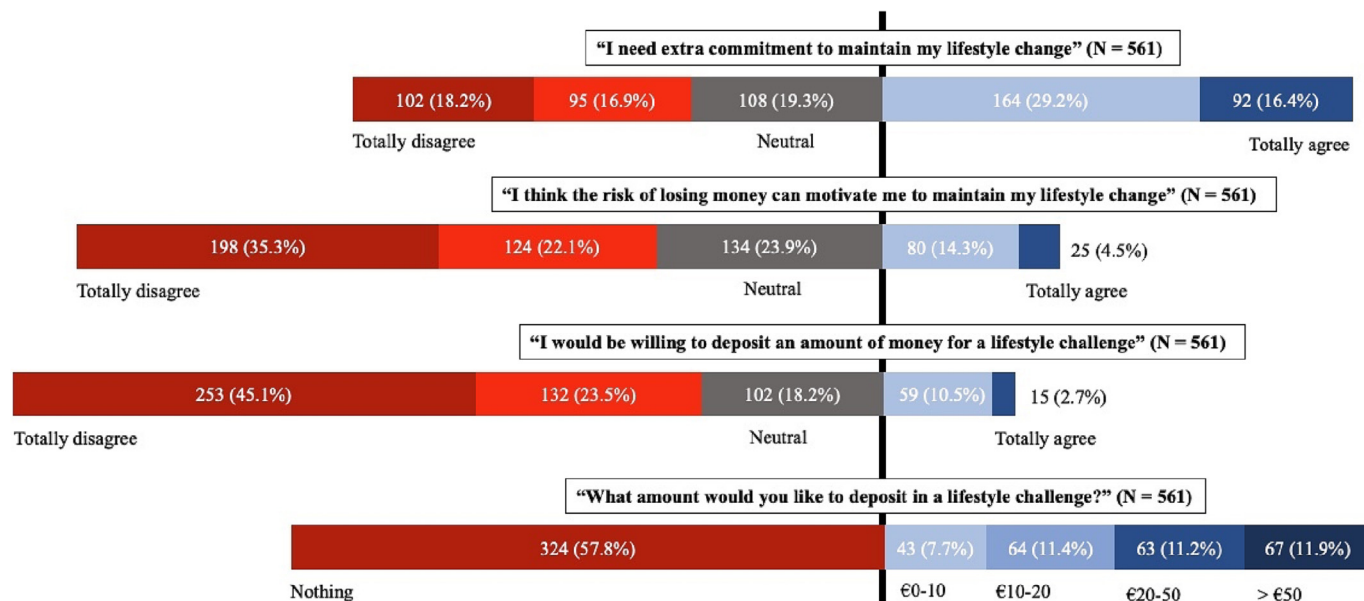 “I need extra commitment to maintain my lifestyle change” (N = 561)
102 (18.2%) 95 (16.9%) 108 (19.3%) 164 (29.2%) 92 (16.4%)
Totally disagree Neutral Totally agree
“I think the risk of losing money can motivate me to maintain my lifestyle change” (N = 561)
198 (35.3%) 124 (22.1%) 134 (23.9%) 80 (14.3%) 25 (4.5%)
Totally disagree Neutral Totally agree
“I would be willing to deposit an amount of money for a lifestyle challenge” (N = 561)
253 (45.1%) 132 (23.5%) 102 (18.2%) 59 (10.5%) 15 (2.7%)
Totally disagree Neutral Totally agree
“What amount would you like to deposit in a lifestyle challenge?” (N = 561)
324 (57.8%) 43 (7.7%) 64 (11.4%) 63 (11.2%) 67 (11.9%)
Nothing €0-10 €10-20 €20-50 > €50